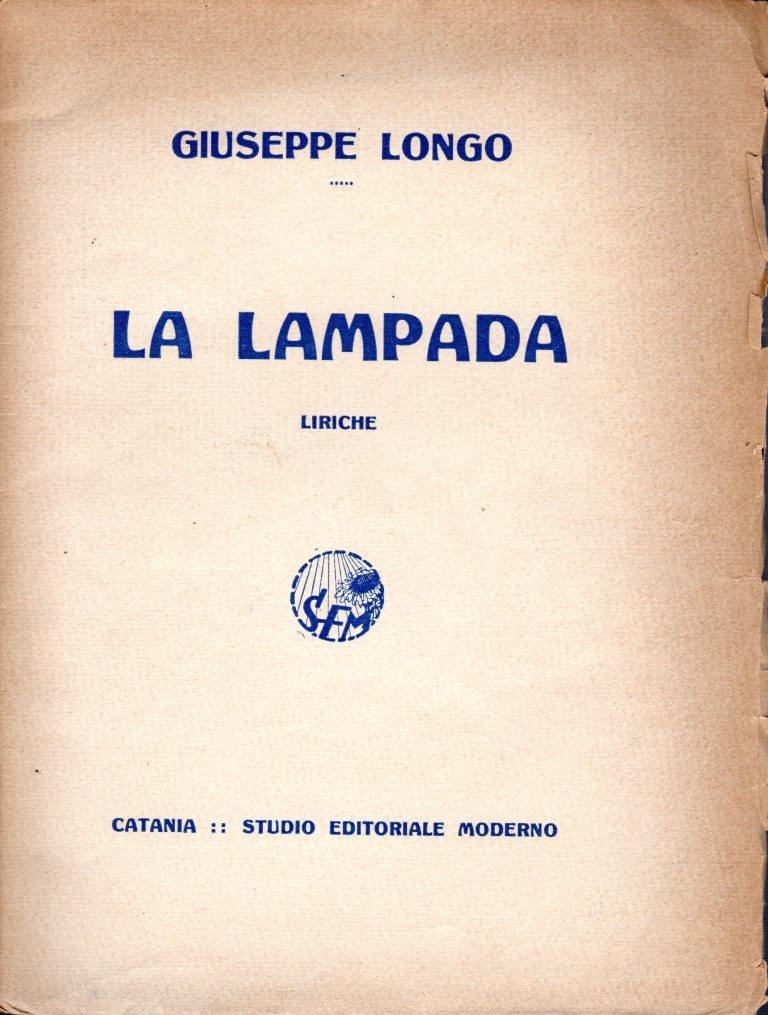 GIUSEPPE LONGO
LA LAMPADA
LIRICHE
SEM
CATANIA :: STUDIO EDITORIALE MODERNO